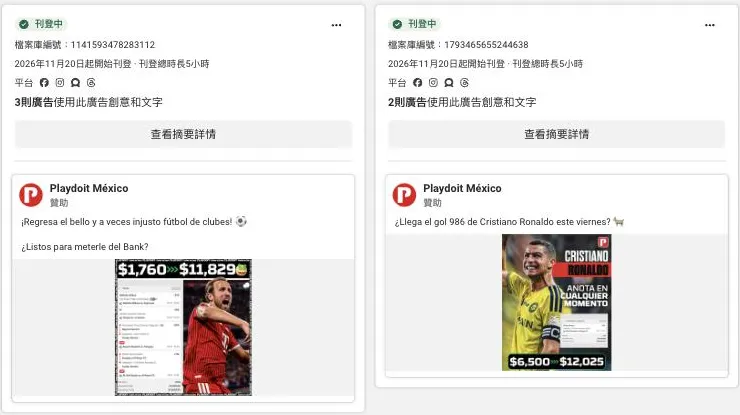 刊登中
檔案庫編號：1141593478283112
2026年11月20日起開始刊登 · 刊登總時長5小時
平台
3則廣告使用此廣告創意和文字
查看摘要詳情
Playdoit México
贊助
¡Regresa el bello y a veces injusto fútbol de clubes! ⚽
¿Listos para meterle del Bank?
$1,760>>>$11,829
刊登中
檔案庫編號：1793465655244638
2026年11月20日起開始刊登 · 刊登總時長5小時
平台
2則廣告使用此廣告創意和文字
查看摘要詳情
Playdoit México
贊助
¿Llega el gol 986 de Cristiano Ronaldo este viernes? 🐐
CRISTIANO
RONALDO
ANOTA EN
CUALQUIER
MOMENTO
$6,500>>>$12,025